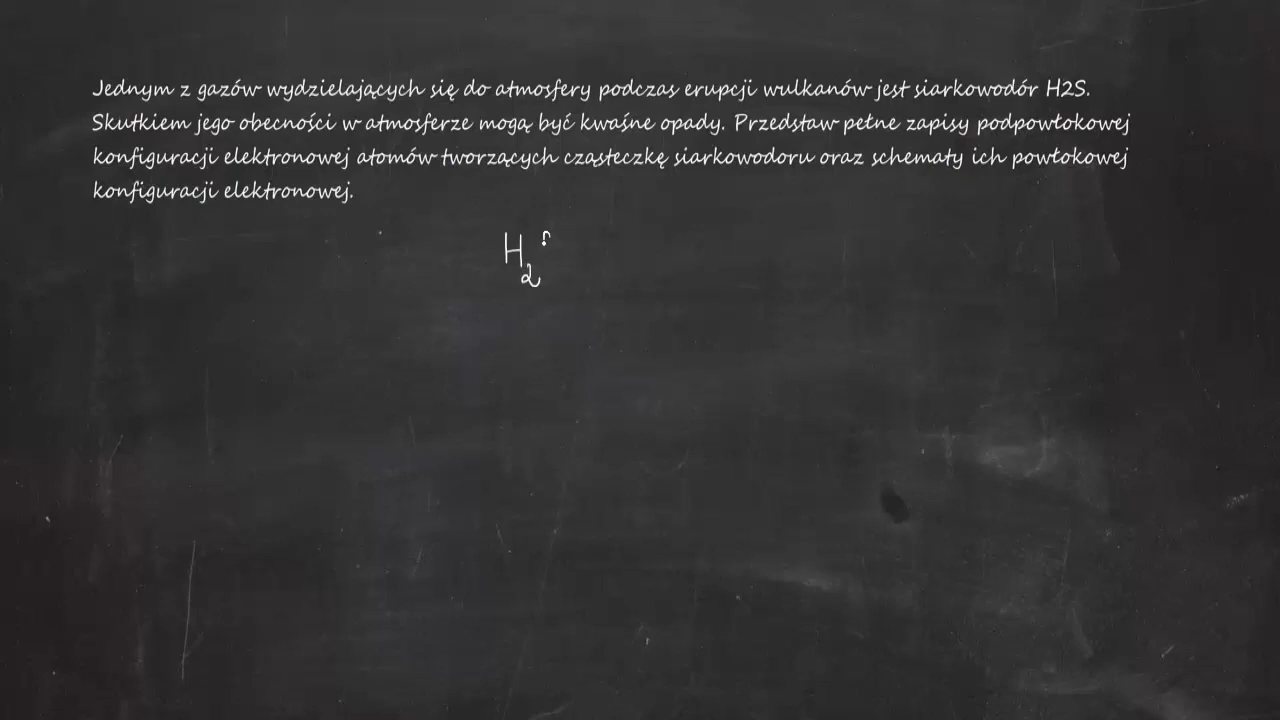 Jednym z gazów wydzielających się do atmosfery podczas erupcji wulkanów jest siarkowodór H2S.
Skutkiem jego obecności w atmosferze mogą być kwaśne opady. Przedstaw pełne zapisy podpowłokowej
konfiguracji elektronowej atomów tworzących cząsteczkę siarkowodoru oraz schematy ich powłokowej
konfiguracji elektronowej.
H2